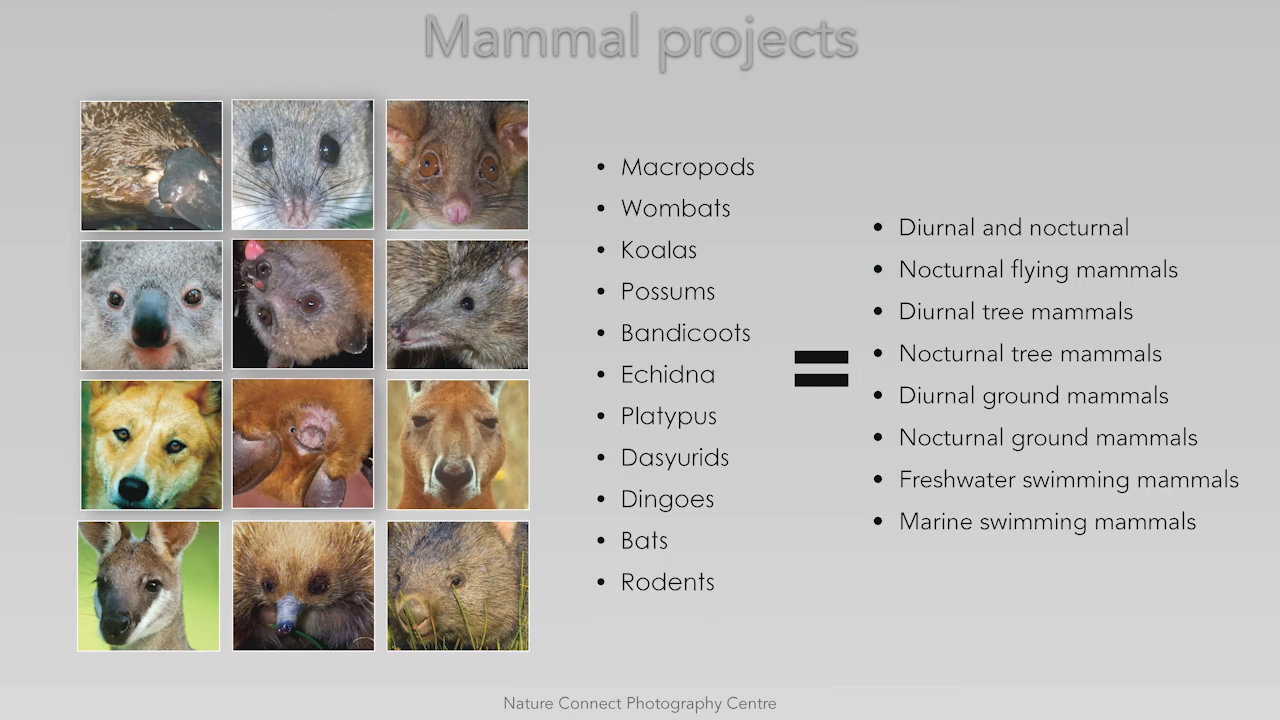 Mammal projects
• Macropods
• Wombats
• Koalas
• Possums
• Bandicoots
• Echidna
• Platypus
• Dasyurids
• Dingoes
• Bats
• Rodents
=
• Diurnal and nocturnal
• Nocturnal flying mammals
• Diurnal tree mammals
• Nocturnal tree mammals
• Diurnal ground mammals
• Nocturnal ground mammals
• Freshwater swimming mammals
• Marine swimming mammals
Nature Connect Photography Centre